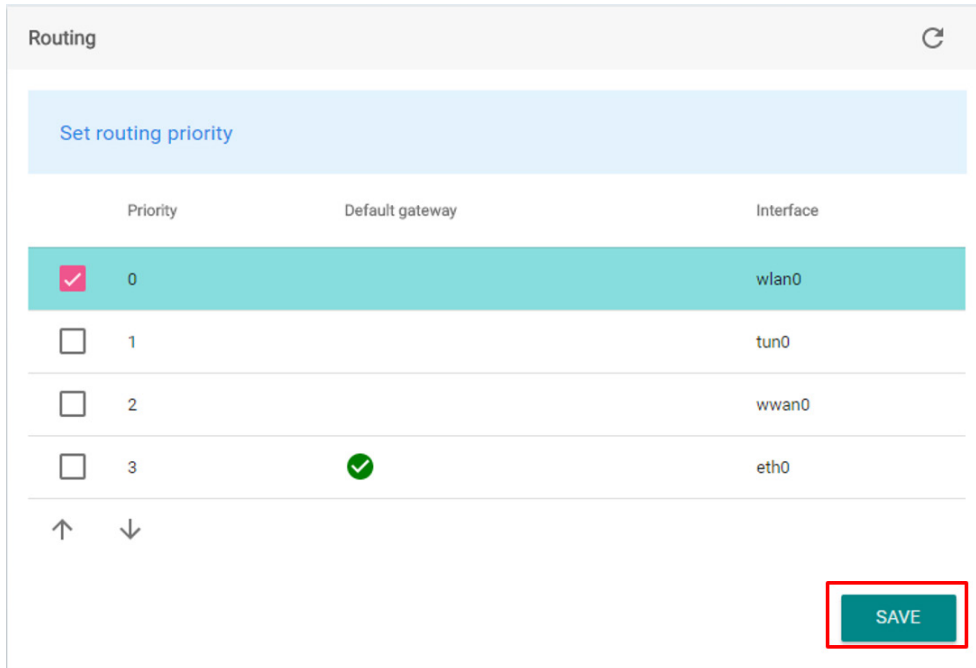 Routing
Set routing priority
Priority Default gateway Interface
0 wlan0
1 tun0
2 wwan0
3 eth0
SAVE